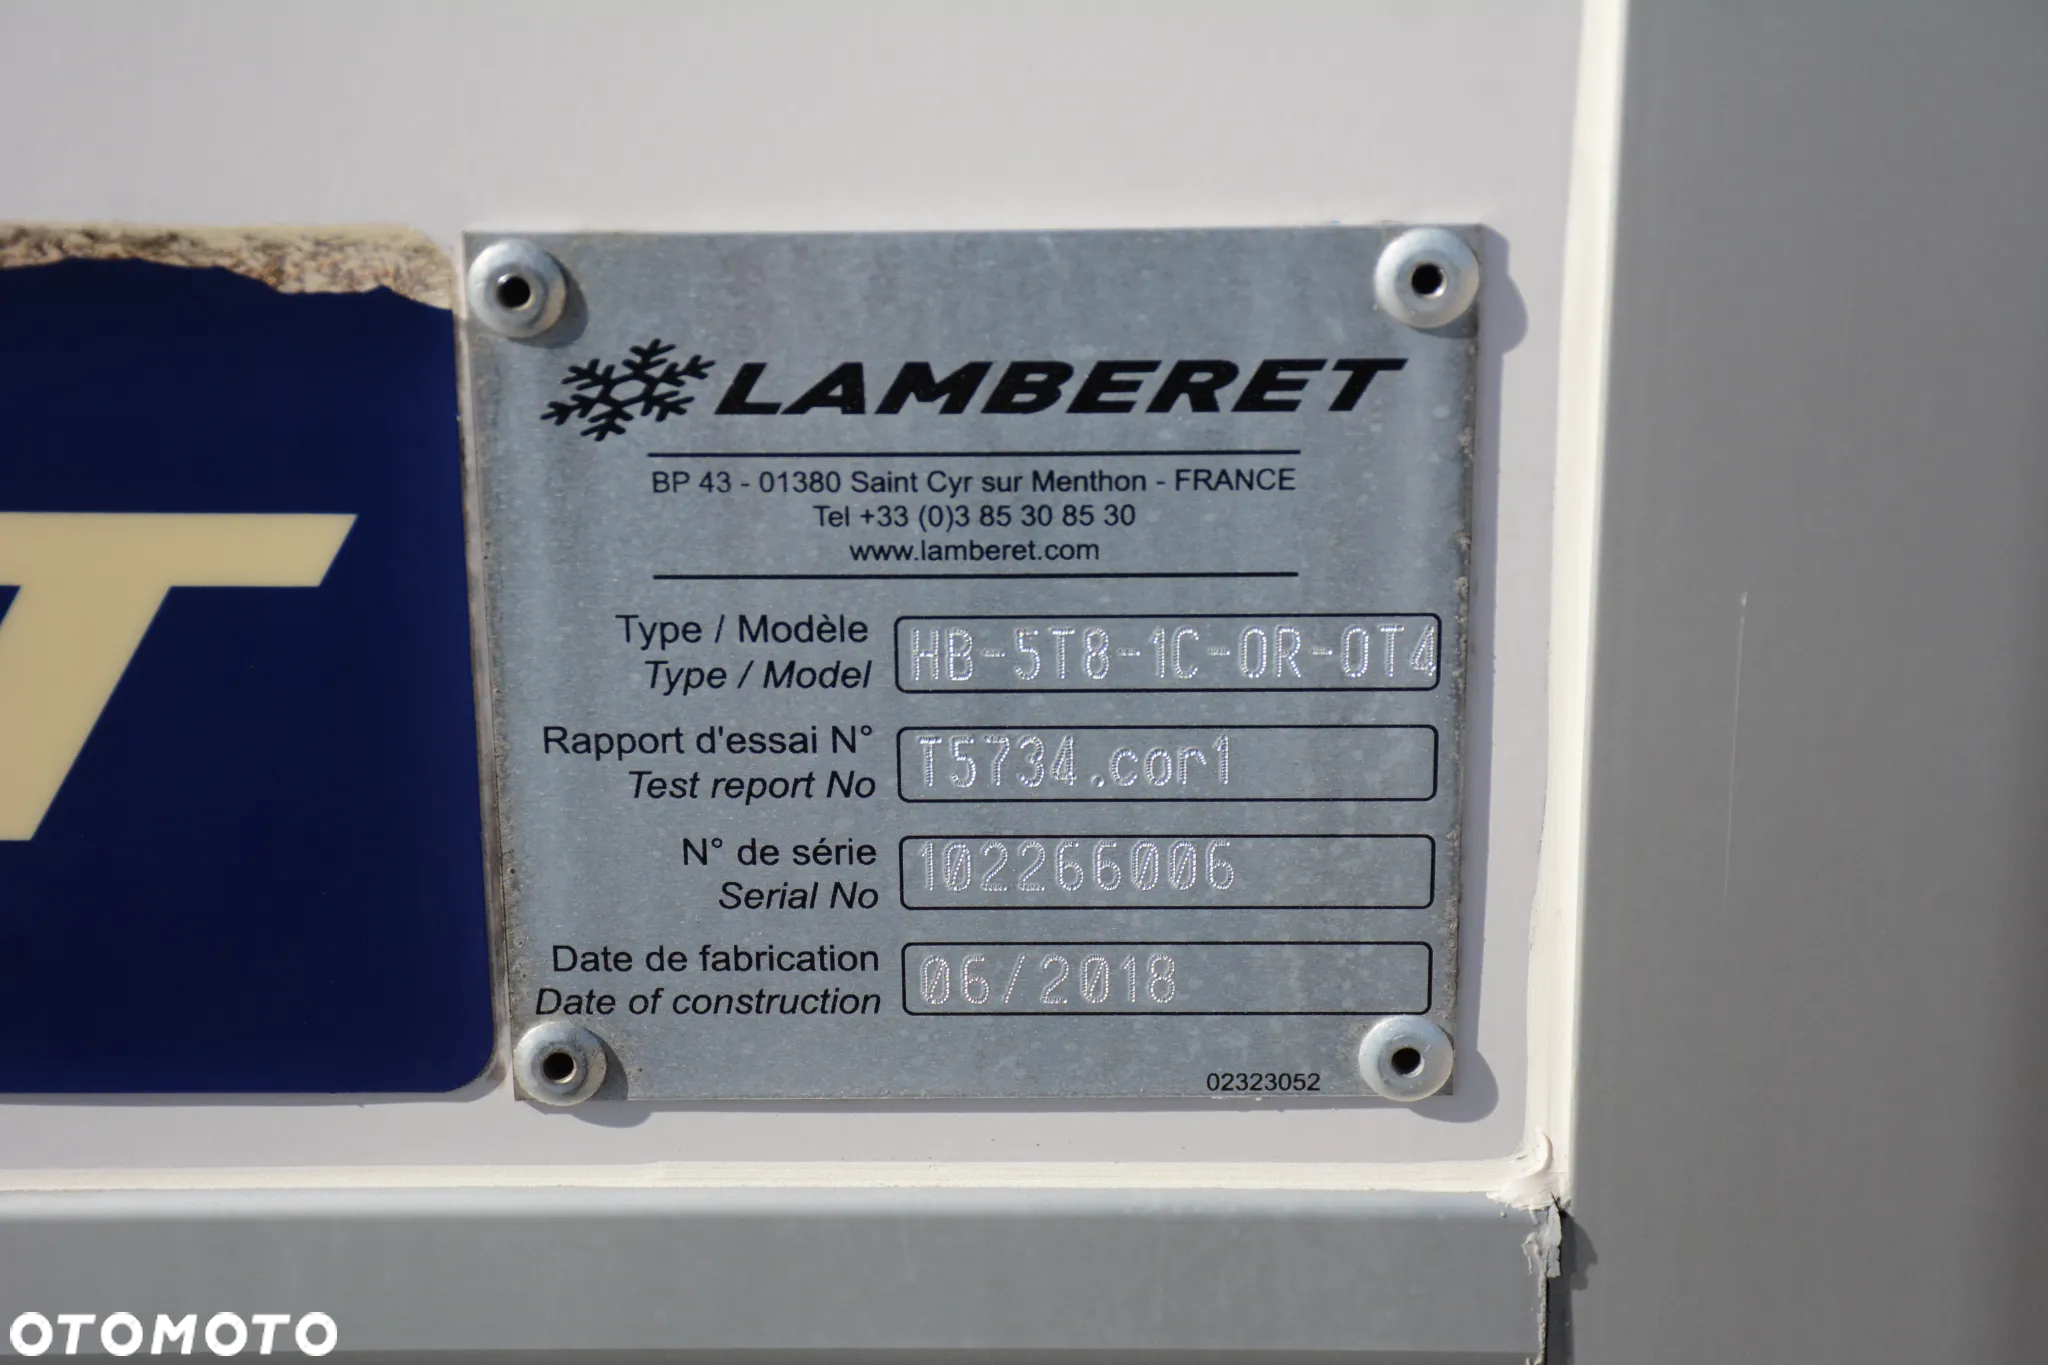 LAMBERET
BP 43 - 01380 Saint Cyr sur Menthon - FRANCE
Tel +33 (0)3 85 30 85 30
www.lamberet.com
Type / Modèle
Type / Model
HB-5T8-1C-0R-0T4
Rapport d'essai N°
Test report No
T5734.cor1
N° de série
Serial No
102266006
Date de fabrication
Date of construction
06/2018
02323052
T
OTOMOTO